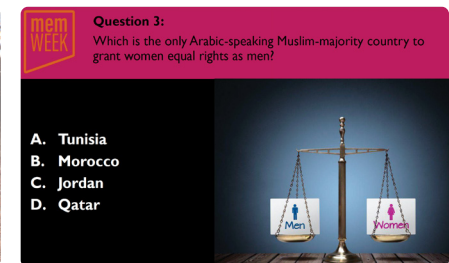 mem
WEEK
Question 3:
Which is the only Arabic-speaking Muslim-majority country to
grant women equal rights as men?
A. Tunisia
B. Morocco
C. Jordan
D. Qatar
Men
Women